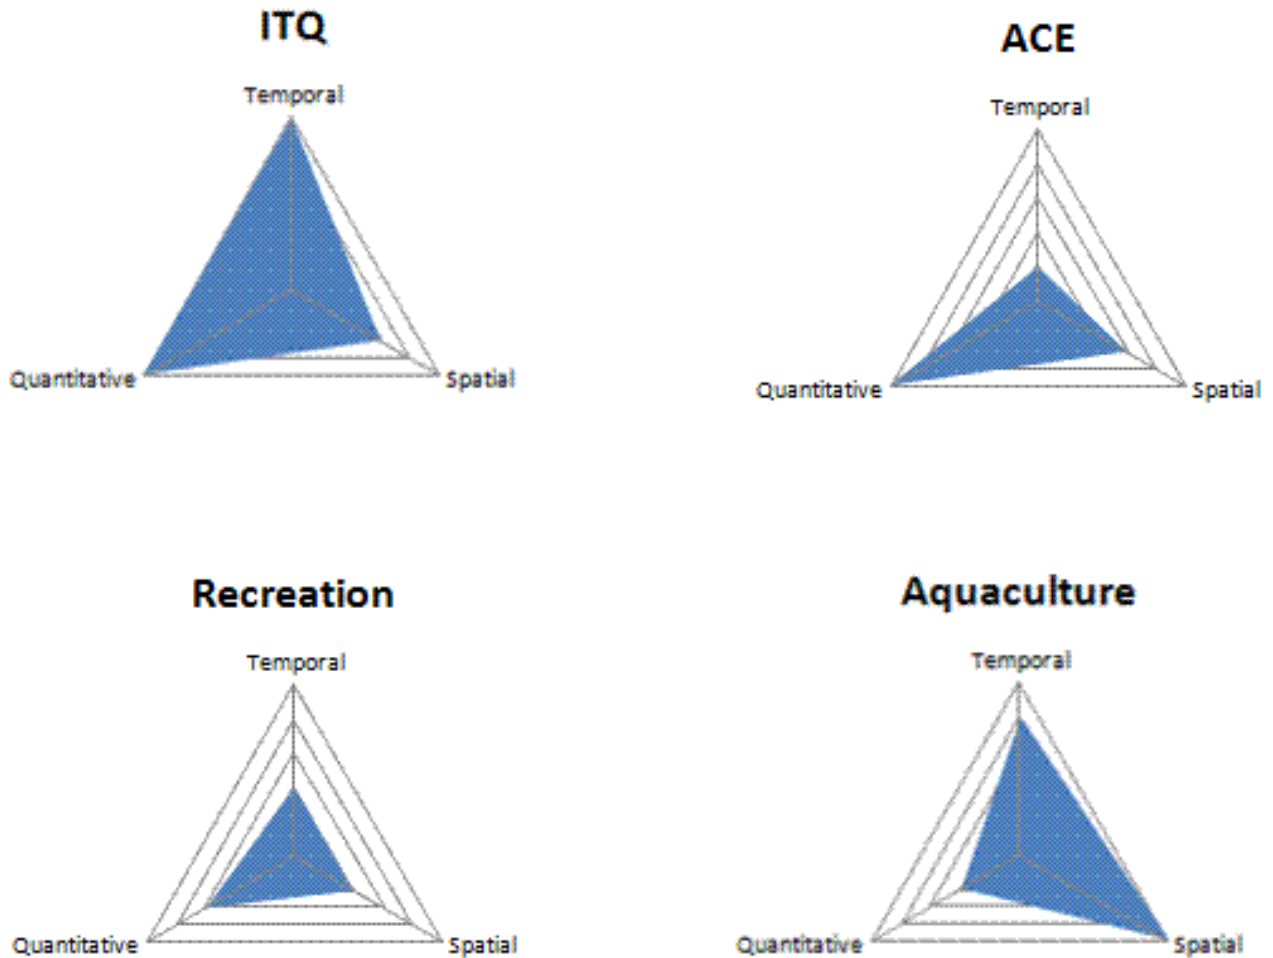 ITQ
Temporal
Quantitative
Spatial
ACE
Temporal
Quantitative
Spatial
Recreation
Temporal
Quantitative
Spatial
Aquaculture
Temporal
Quantitative
Spatial